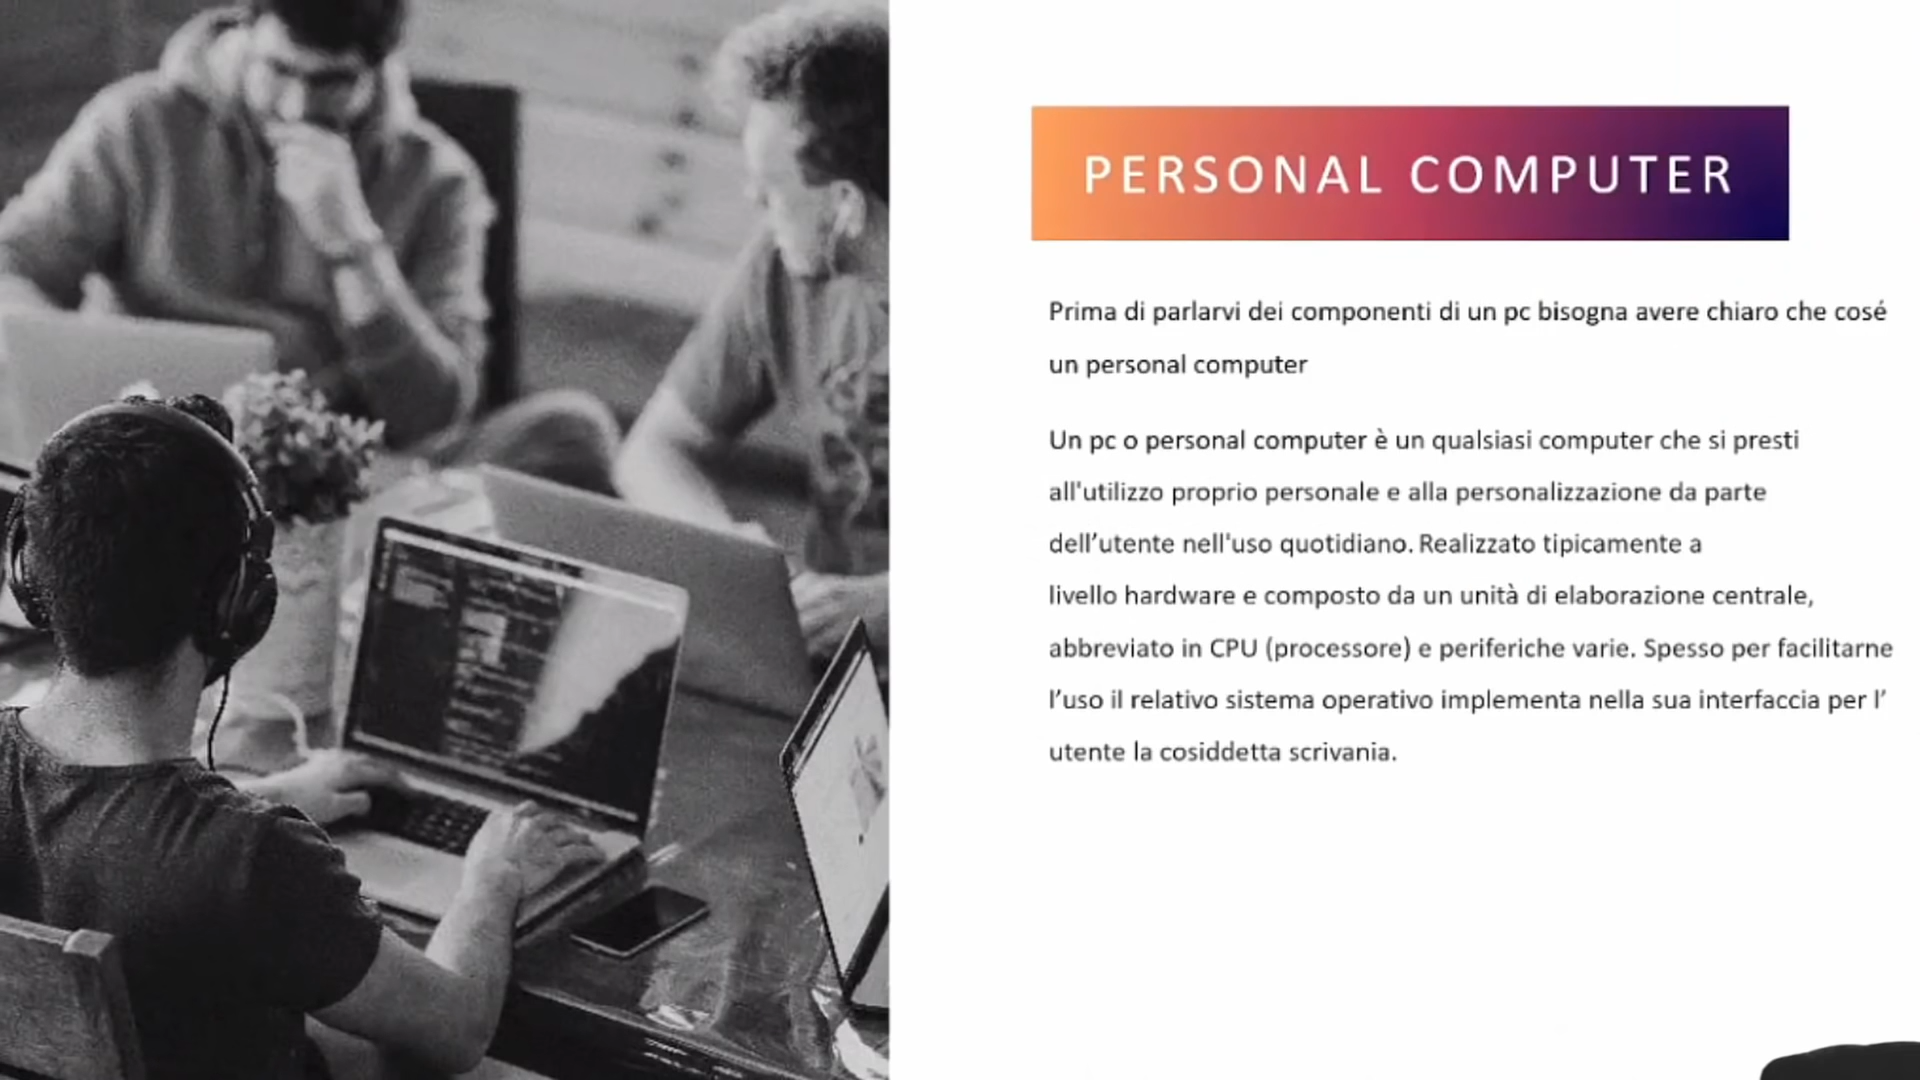 PERSONAL COMPUTER
Prima di parlarvi dei componenti di un pc bisogna avere chiaro che cosé
un personal computer
Un pc o personal computer è un qualsiasi computer che si presti
all'utilizzo proprio personale e alla personalizzazione da parte
dell’utente nell'uso quotidiano. Realizzato tipicamente a
livello hardware e composto da un unità di elaborazione centrale,
abbreviato in CPU (processore) e periferiche varie. Spesso per facilitarne
l’uso il relativo sistema operativo implementa nella sua interfaccia per l’
utente la cosiddetta scrivania.